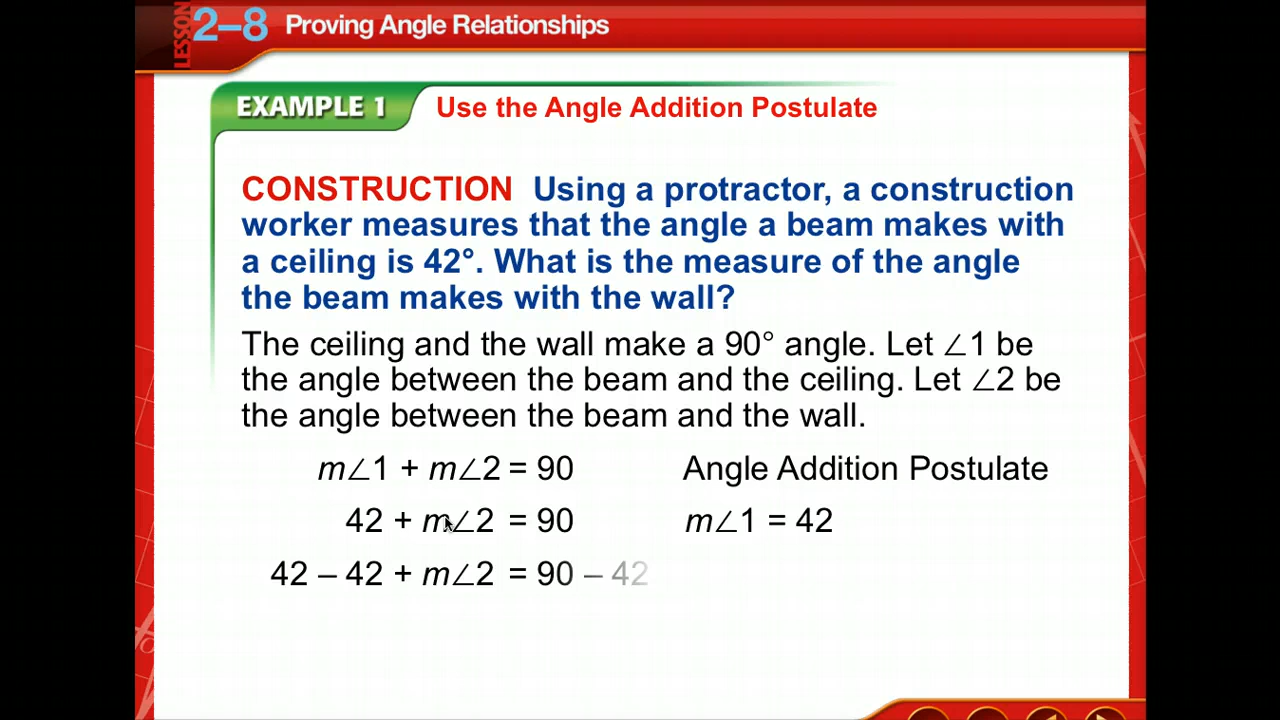 LESSON 2–8 Proving Angle Relationships
EXAMPLE 1 Use the Angle Addition Postulate
CONSTRUCTION Using a protractor, a construction
worker measures that the angle a beam makes with
a ceiling is 42°. What is the measure of the angle
the beam makes with the wall?
The ceiling and the wall make a 90° angle. Let ∠1 be
the angle between the beam and the ceiling. Let ∠2 be
the angle between the beam and the wall.
m∠1 + m∠2 = 90 Angle Addition Postulate
42 + m∠2 = 90 m∠1 = 42
42 – 42 + m∠2 = 90 – 42